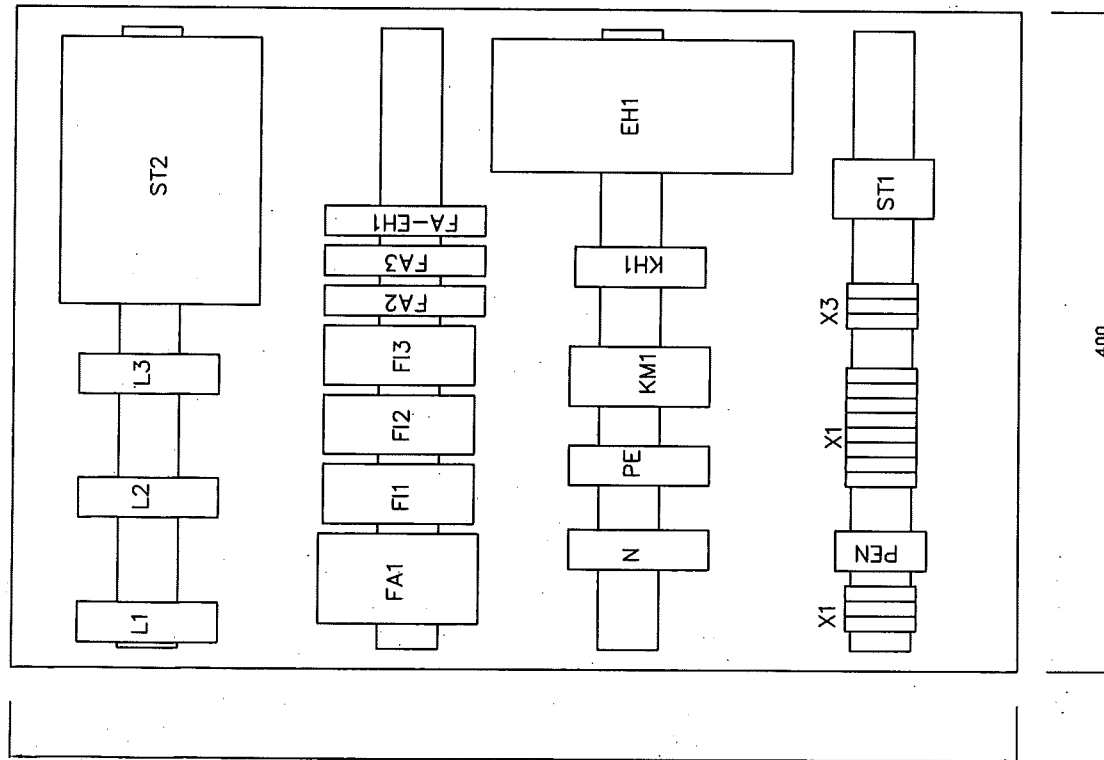 L1
L2
L3
ST2
FA1
FI1
FI2
FI3
FA2
FA3
FA-EH1
N
PE
KM1
KH1
EH1
X1
PEN
X1
X3
ST1
400